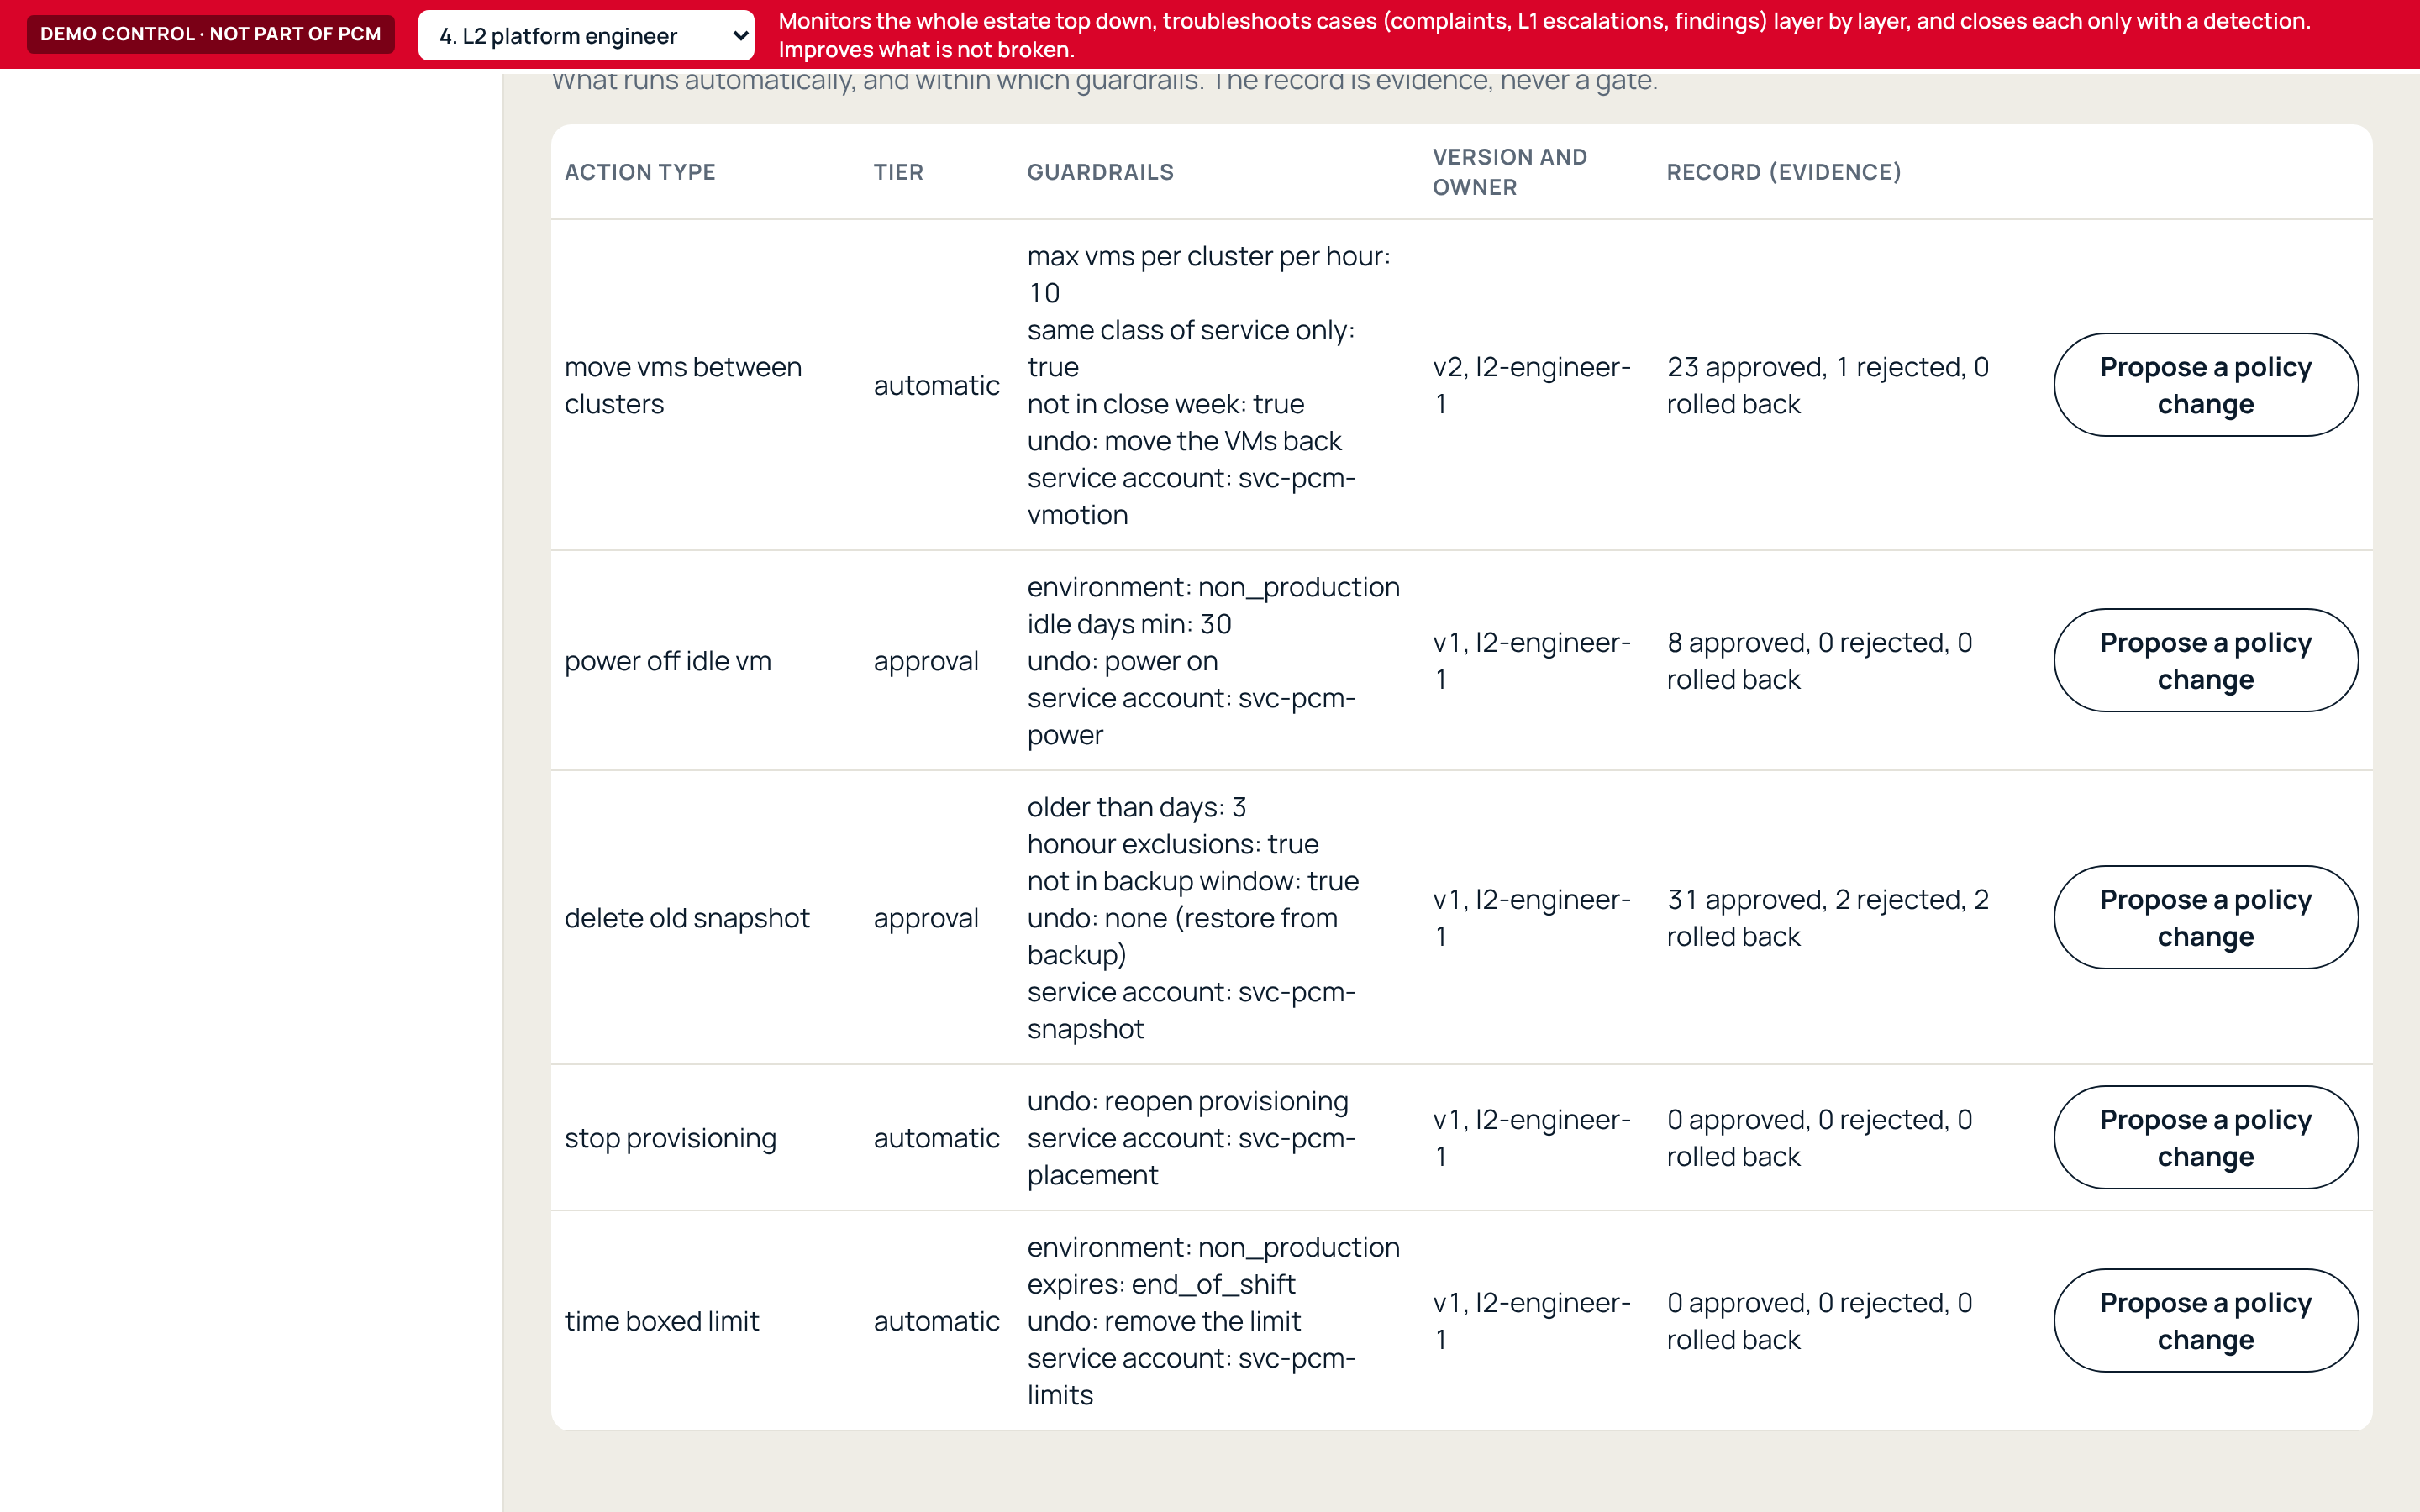 DEMO CONTROL · NOT PART OF PCM
4. L2 platform engineer
Monitors the whole estate top down, troubleshoots cases (complaints, L1 escalations, findings) layer by layer, and closes each only with a detection.
Improves what is not broken.
What runs automatically, and within which guardrails. The record is evidence, never a gate.
ACTION TYPE
TIER
GUARDRAILS
VERSION AND
OWNER
RECORD (EVIDENCE)
move vms between
clusters
automatic
max vms per cluster per hour:
10
same class of service only:
true
not in close week: true
undo: move the VMs back
service account: svc-pcm-
vmotion
v2, l2-engineer-
1
23 approved, 1 rejected, 0
rolled back
Propose a policy
change
power off idle vm
approval
environment: non_production
idle days min: 30
undo: power on
service account: svc-pcm-
power
v1, l2-engineer-
1
8 approved, 0 rejected, 0
rolled back
Propose a policy
change
delete old snapshot
approval
older than days: 3
honour exclusions: true
not in backup window: true
undo: none (restore from
backup)
service account: svc-pcm-
snapshot
v1, l2-engineer-
1
31 approved, 2 rejected, 2
rolled back
Propose a policy
change
stop provisioning
automatic
undo: reopen provisioning
service account: svc-pcm-
placement
v1, l2-engineer-
1
0 approved, 0 rejected, 0
rolled back
Propose a policy
change
time boxed limit
automatic
environment: non_production
expires: end_of_shift
undo: remove the limit
service account: svc-pcm-
limits
v1, l2-engineer-
1
0 approved, 0 rejected, 0
rolled back
Propose a policy
change